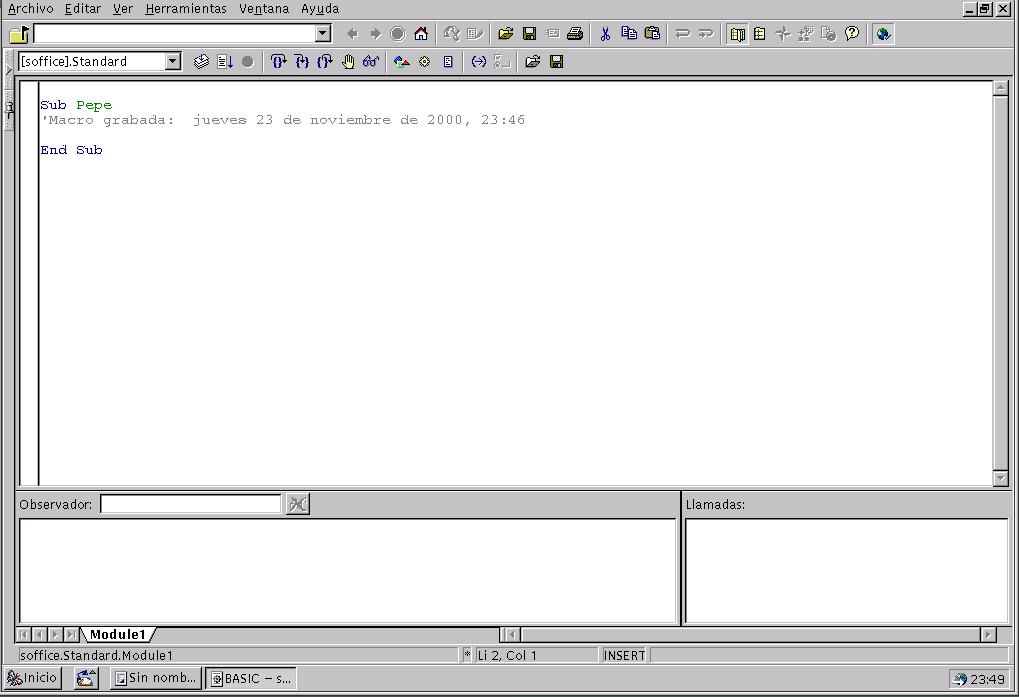 Archivo Editar Ver Herramientas Ventana Ayuda
[soffice].Standard
Sub Pepe
'Macro grabada:  jueves 23 de noviembre de 2000, 23:46
End Sub
Observador:
Llamadas:
Module1
soffice.Standard.Module1 * Li 2, Col 1 INSERT
Inicio Sin nomb... BASIC – s... 23:49